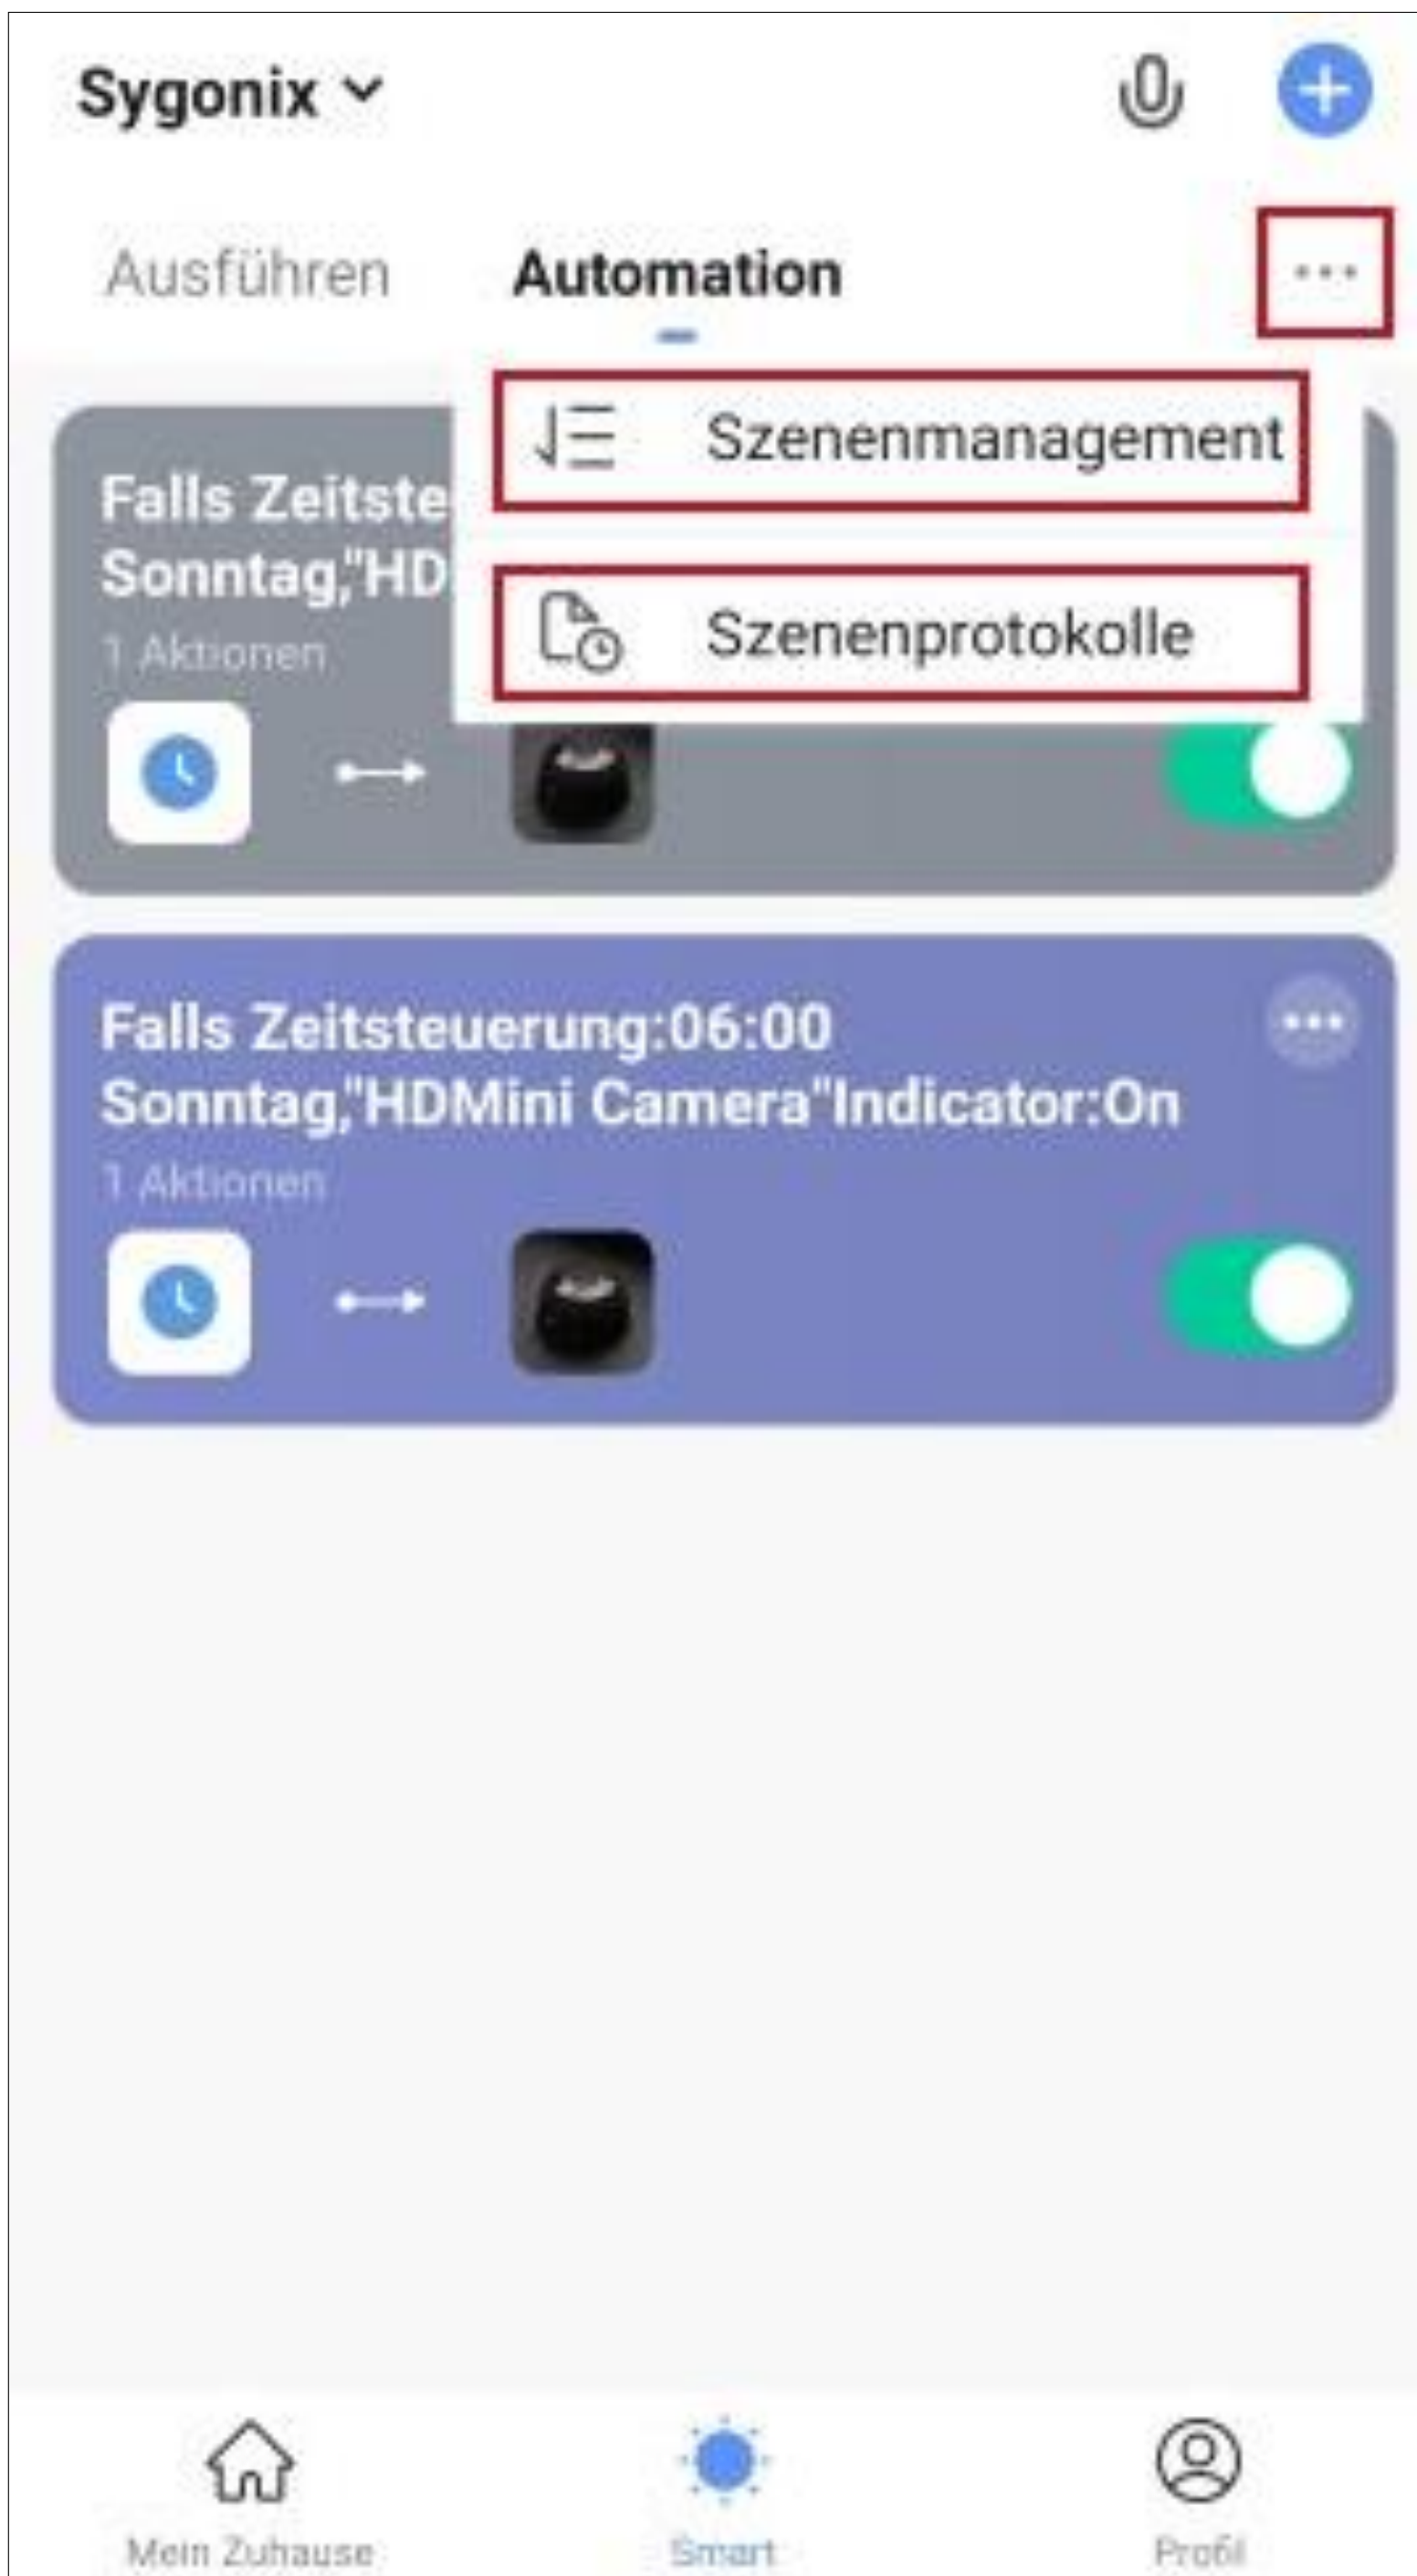 Sygonix
Ausführen Automation
Szenenmanagement
Falls Zeitste
Sonntag,"HD
Szenenprotokolle
1 Aktionen
Falls Zeitsteuerung:06:00
Sonntag,"HDMini Camera"Indicator:On
1 Aktionen
Mein Zuhause Smart Profil